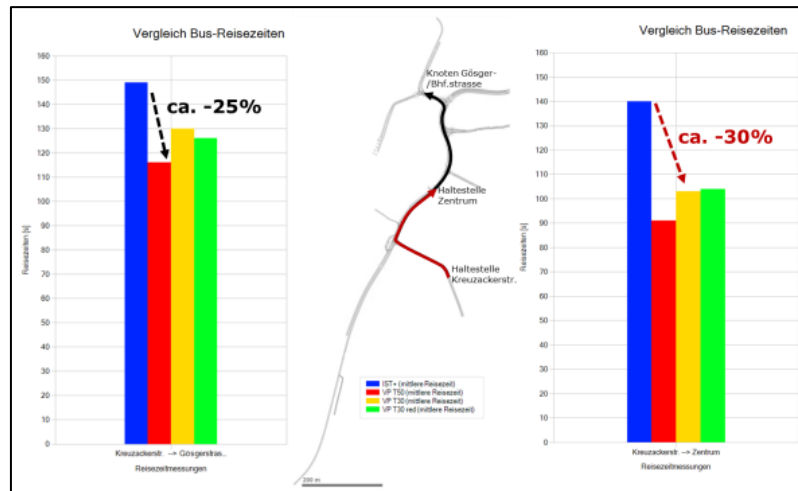 Vergleich Bus-Reisezeiten
160
150
140
130
120
110
100
90
80
70
60
50
40
30
20
10
0
Reisezeiten [s]
ca. -25%
Kreuzackerstr. --> Gösgerstras..
Reisezeitmessungen
Knoten Gösger-
/Bhf.strasse
Haltestelle
Zentrum
Haltestelle
Kreuzackerstr.
IST+ (mittlere Reisezeit)
VP T50 (mittlere Reisezeit)
VP T30 (mittlere Reisezeit)
VP T30 red (mittlere Reisezeit)
200 m
Vergleich Bus-Reisezeiten
160
150
140
130
120
110
100
90
80
70
60
50
40
30
20
10
0
Reisezeiten [s]
ca. -30%
Kreuzackerstr. --> Zentrum
Reisezeitmessungen